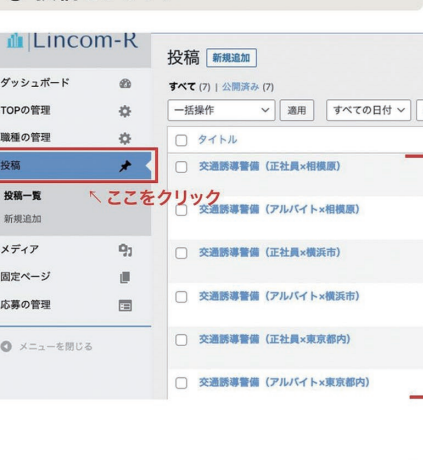 Lincom-R
ダッシュボード
TOPの管理
職種の管理
投稿
投稿一覧
新規追加
メディア
固定ページ
応募の管理
メニューを閉じる
↖ ここをクリック
投稿 新規追加
すべて (7) | 公開済み (7)
一括操作 適用 すべての日付
タイトル
交通誘導警備（正社員×相模原）
交通誘導警備（アルバイト×相模原）
交通誘導警備（正社員×横浜市）
交通誘導警備（アルバイト×横浜市）
交通誘導警備（正社員×東京都内）
交通誘導警備（アルバイト×東京都内）